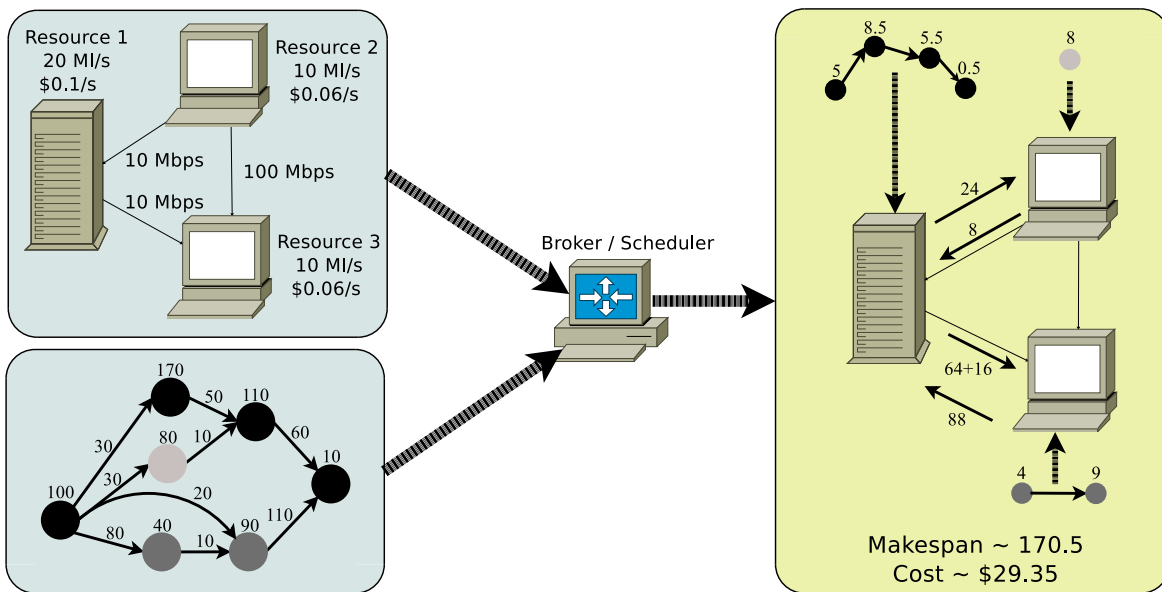 Resource 1
20 MI/s
$0.1/s
Resource 2
10 MI/s
$0.06/s
10 Mbps
100 Mbps
10 Mbps
Resource 3
10 MI/s
$0.06/s
Broker / Scheduler
170
50
110
30
80
10
60
10
30
100
20
80
40
10
90
110
5
8.5
5.5
0.5
8
24
8
64+16
88
4
9
Makespan ~ 170.5
Cost ~ $29.35